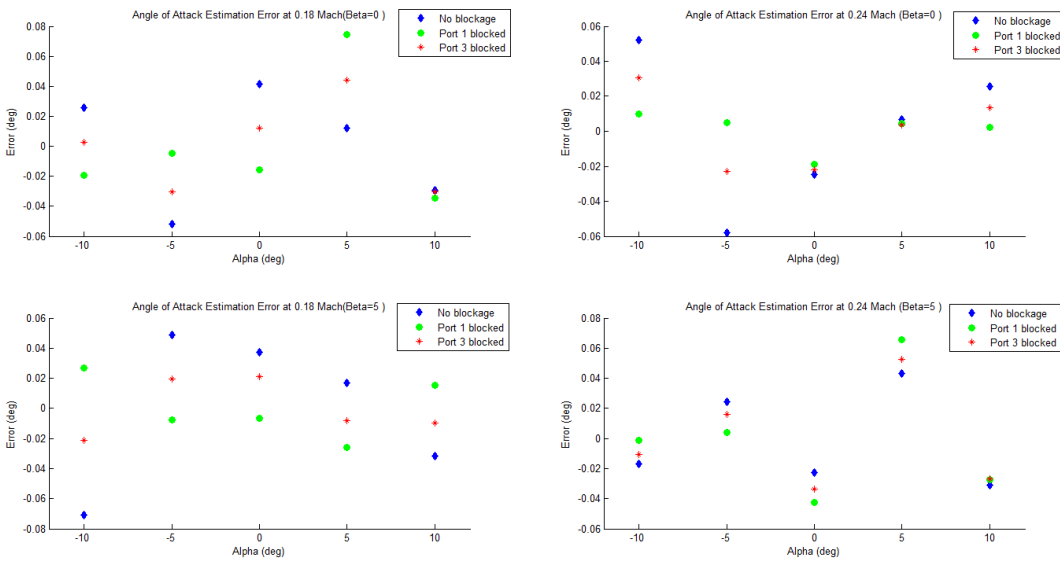 Angle of Attack Estimation Error at 0.18 Mach(Beta=0 )
No blockage
Port 1 blocked
Port 3 blocked
0.08
0.06
0.04
0.02
0
-0.02
-0.04
-0.06
Error (deg)
-10 -5 0 5 10
Alpha (deg)
Angle of Attack Estimation Error at 0.24 Mach (Beta=0 )
No blockage
Port 1 blocked
Port 3 blocked
0.06
0.04
0.02
0
-0.02
-0.04
-0.06
Error (deg)
-10 -5 0 5 10
Alpha (deg)
Angle of Attack Estimation Error at 0.18 Mach(Beta=5 )
No blockage
Port 1 blocked
Port 3 blocked
0.06
0.04
0.02
0
-0.02
-0.04
-0.06
-0.08
Error (deg)
-10 -5 0 5 10
Alpha (deg)
Angle of Attack Estimation Error at 0.24 Mach (Beta=5 )
No blockage
Port 1 blocked
Port 3 blocked
0.08
0.06
0.04
0.02
0
-0.02
-0.04
-0.06
Error (deg)
-10 -5 0 5 10
Alpha (deg)